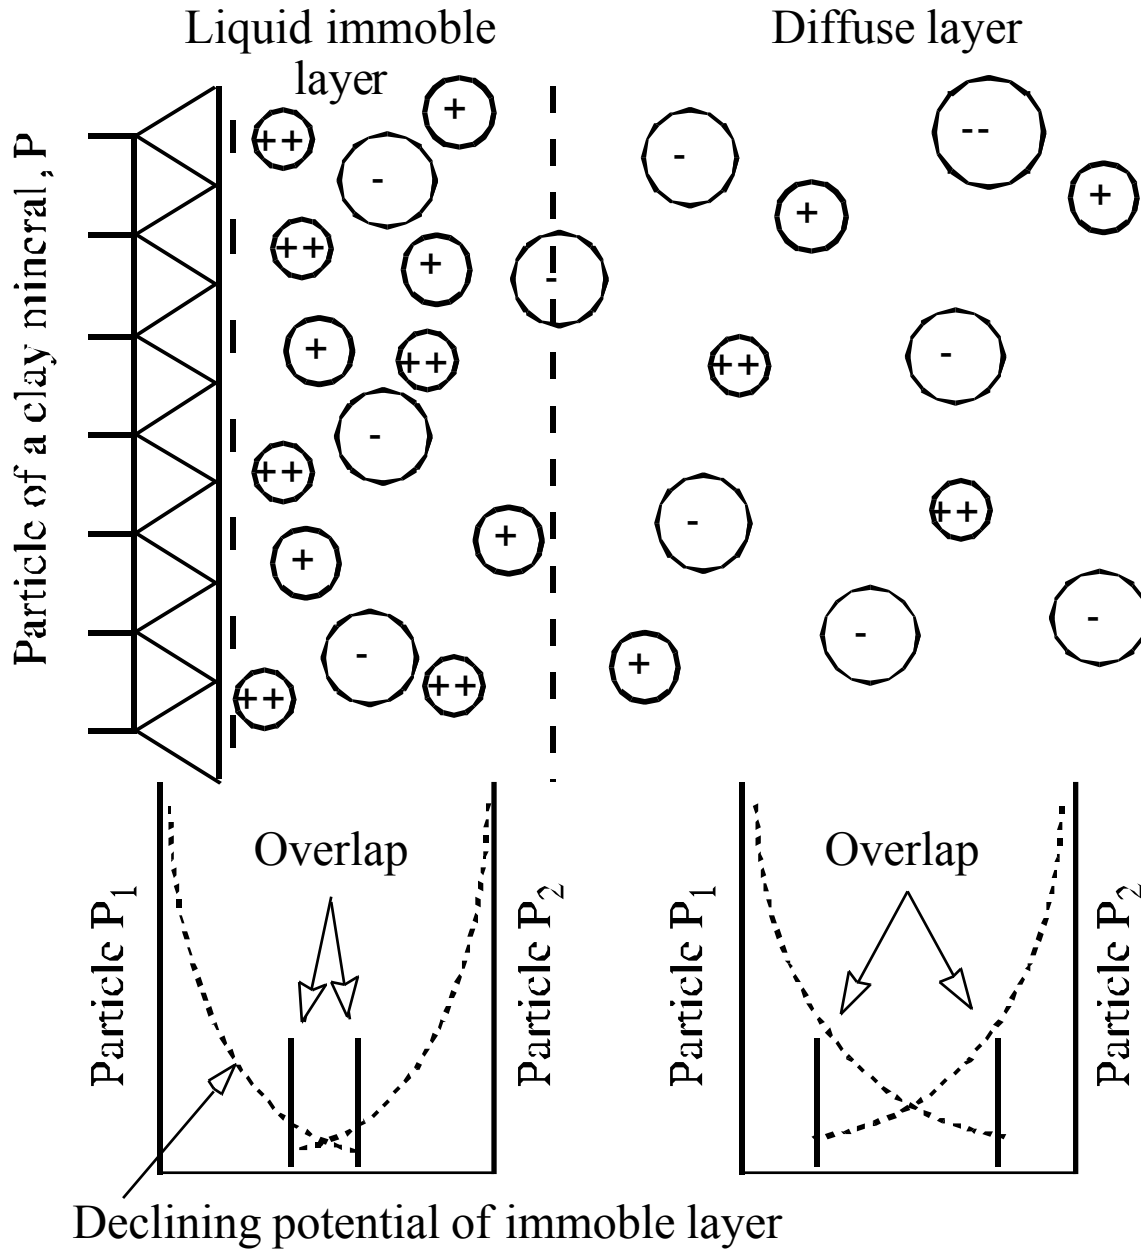 Liquid immoble
layer
Diffuse layer
Particle of a clay mincral, P
++
+
-
--
-
+
+
++
+
-
-
+
++
++
-
-
++
+
++
+
-
-
++
+
-
-
+
++
++
Overlap
Overlap
Particle P1
Particle P2
Particle P1
Particle P2
Declining potential of immoble layer